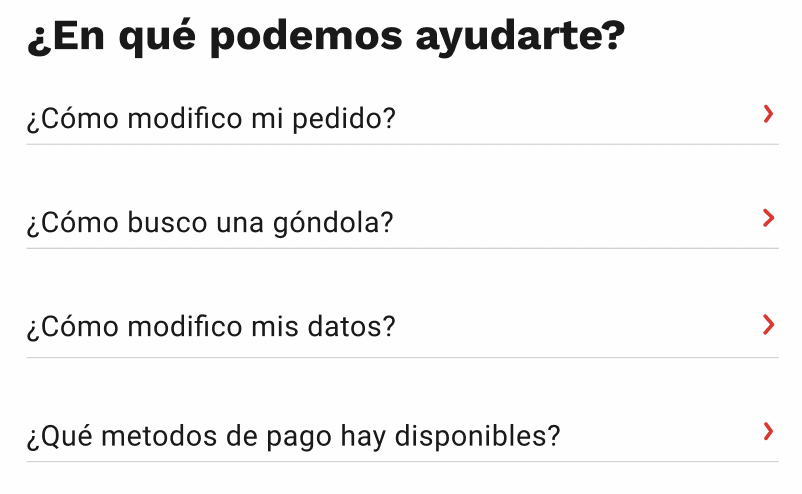 ¿En qué podemos ayudarte?
¿Cómo modifico mi pedido?
¿Cómo busco una góndola?
¿Cómo modifico mis datos?
¿Qué metodos de pago hay disponibles?